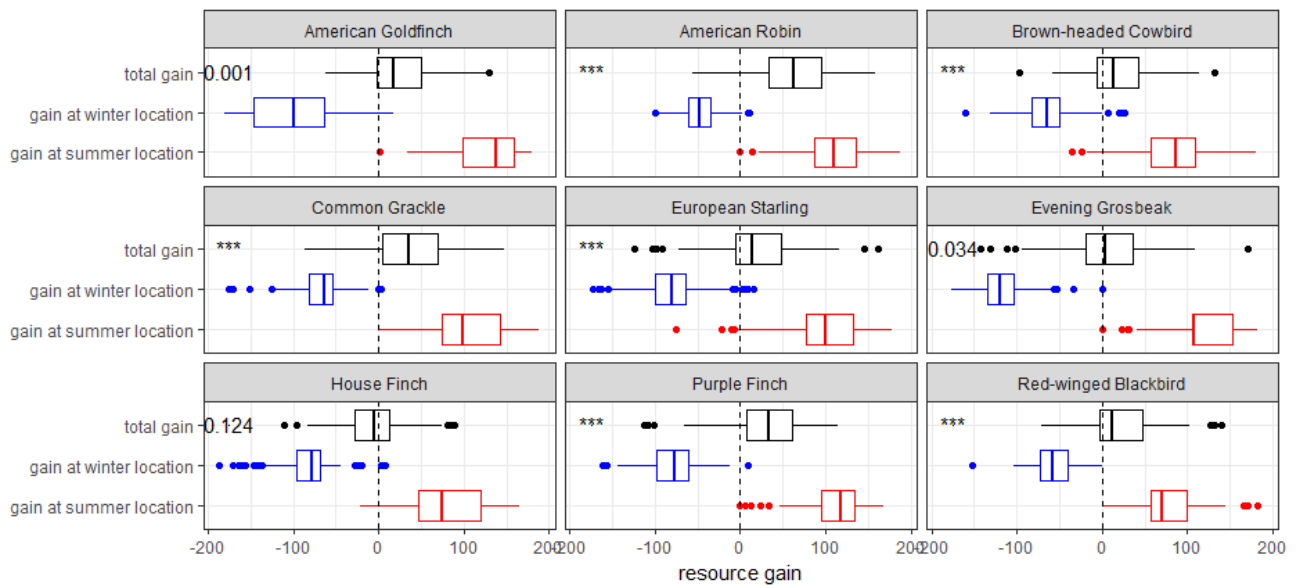 American Goldfinch American Robin Brown-headed Cowbird
total gain 0.001 *** ***
gain at winter location
gain at summer location
Common Grackle European Starling Evening Grosbeak
total gain *** *** 0.034
gain at winter location
gain at summer location
House Finch Purple Finch Red-winged Blackbird
total gain 0.124 *** ***
gain at winter location
gain at summer location
-200 -100 0 100 200 -200 -100 0 100 200 -200 -100 0 100 200
resource gain